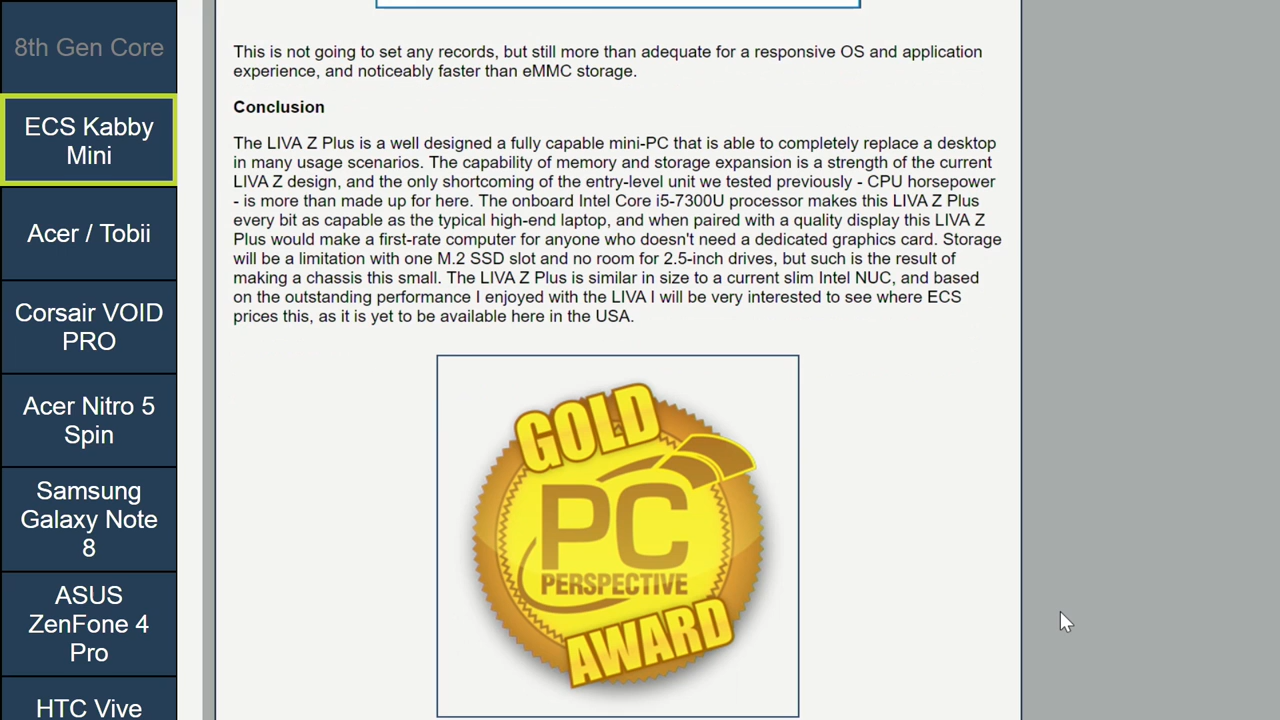 8th Gen Core
ECS Kabby
Mini
Acer / Tobii
Corsair VOID
PRO
Acer Nitro 5
Spin
Samsung
Galaxy Note
8
ASUS
ZenFone 4
Pro
HTC Vive
This is not going to set any records, but still more than adequate for a responsive OS and application
experience, and noticeably faster than eMMC storage.
Conclusion
The LIVA Z Plus is a well designed a fully capable mini-PC that is able to completely replace a desktop
in many usage scenarios. The capability of memory and storage expansion is a strength of the current
LIVA Z design, and the only shortcoming of the entry-level unit we tested previously - CPU horsepower
- is more than made up for here. The onboard Intel Core i5-7300U processor makes this LIVA Z Plus
every bit as capable as the typical high-end laptop, and when paired with a quality display this LIVA Z
Plus would make a first-rate computer for anyone who doesn't need a dedicated graphics card. Storage
will be a limitation with one M.2 SSD slot and no room for 2.5-inch drives, but such is the result of
making a chassis this small. The LIVA Z Plus is similar in size to a current slim Intel NUC, and based
on the outstanding performance I enjoyed with the LIVA I will be very interested to see where ECS
prices this, as it is yet to be available here in the USA.
GOLD
PC
PERSPECTIVE
AWARD